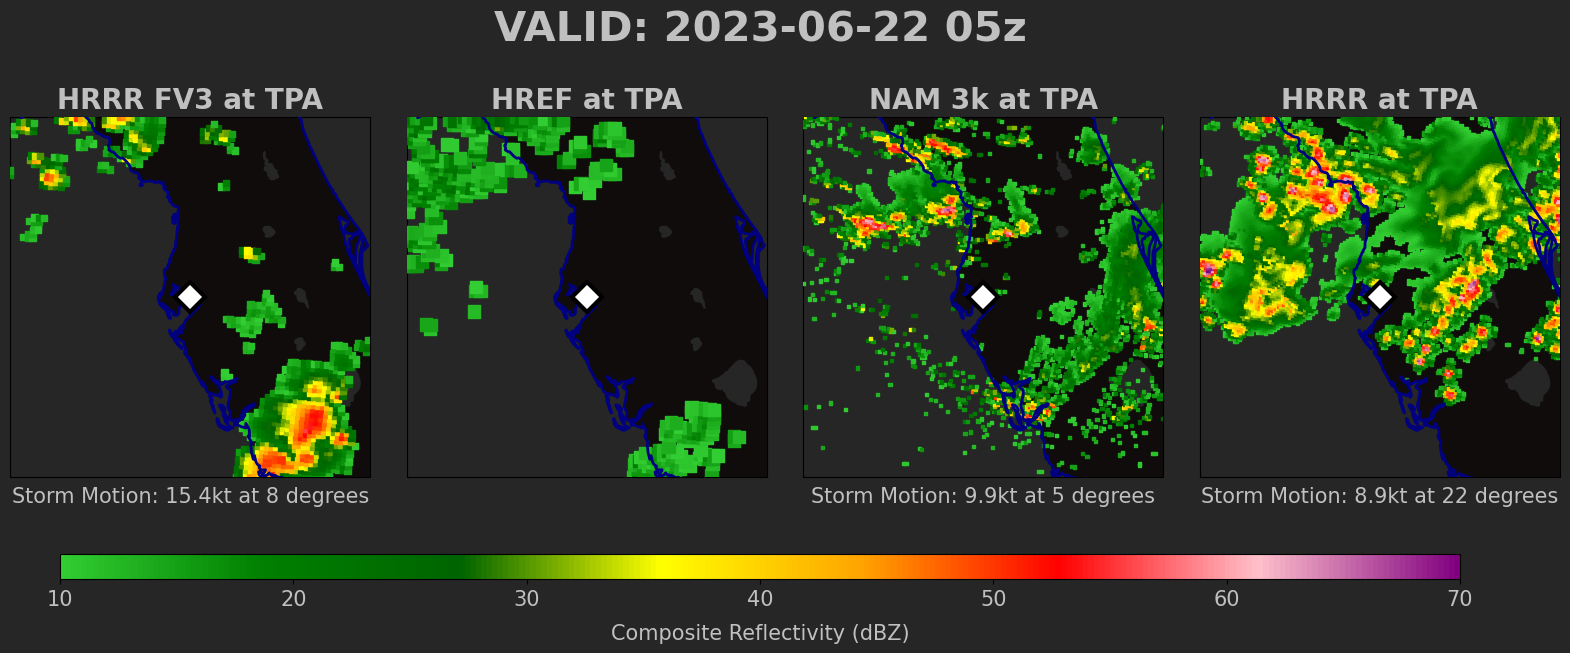 VALID: 2023-06-22 05z
HRRR FV3 at TPA
HREF at TPA
NAM 3k at TPA
HRRR at TPA
Storm Motion: 15.4kt at 8 degrees
Storm Motion: 9.9kt at 5 degrees
Storm Motion: 8.9kt at 22 degrees
10 20 30 40 50 60 70
Composite Reflectivity (dBZ)